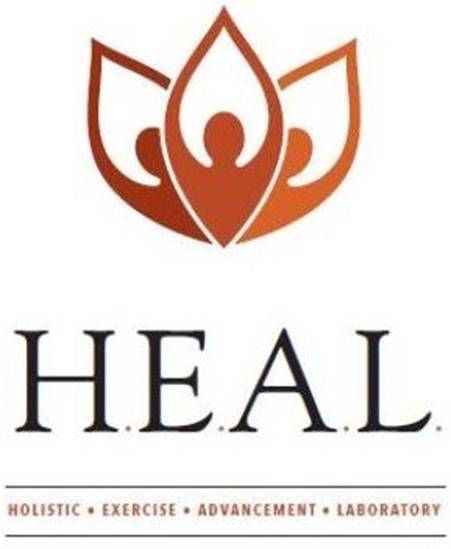 H.E.A.L.
HOLISTIC • EXERCISE • ADVANCEMENT • LABORATORY